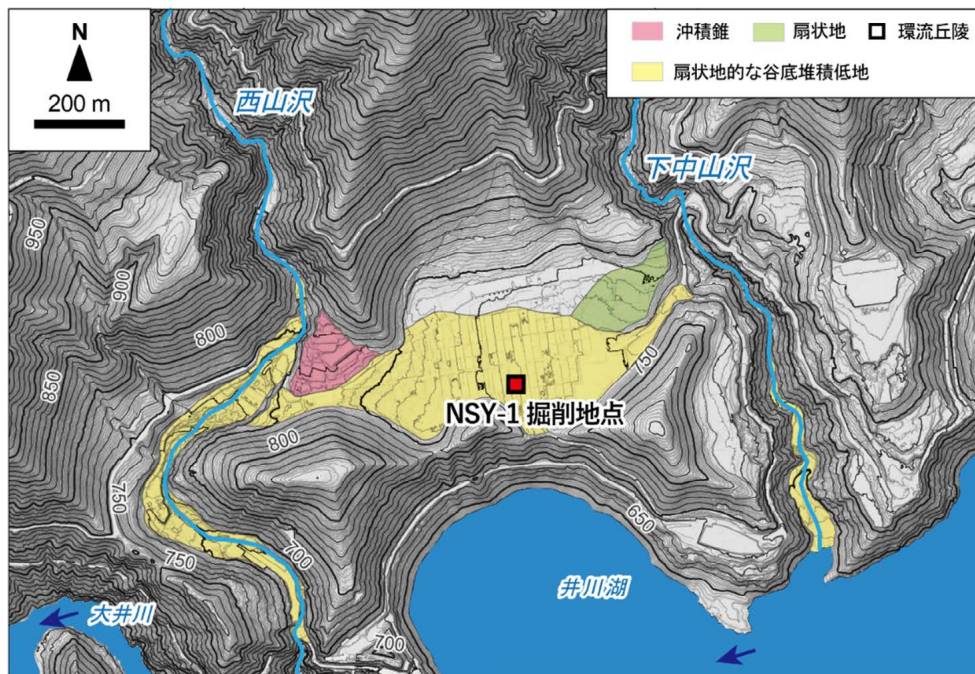 N
200 m
沖積錐
扇状地
環流丘陵
扇状地的な谷底堆積低地
西山沢
下中山沢
950
900
850
800
750
800
750
750
700
700
650
NSY-1 掘削地点
井川湖
大井川